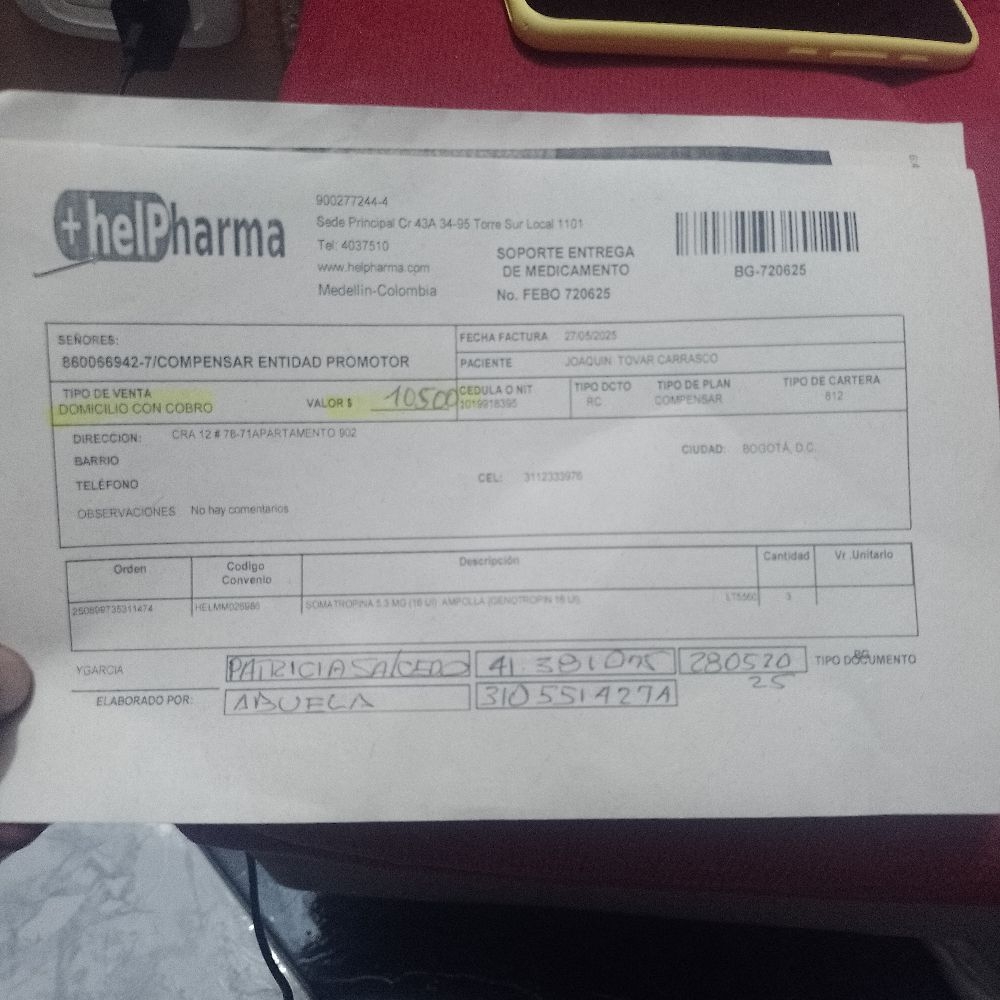 +helPharma
900277244-4
Sede Principal Cr 43A 34-95 Torre Sur Local 1101
Tel: 4037510
www.helpharma.com
Medellin-Colombia
SOPORTE ENTREGA
DE MEDICAMENTO
No. FEBO 720625
BG-720625
SEÑORES:
860066942-7/COMPENSAR ENTIDAD PROMOTOR
FECHA FACTURA 27/05/2025
PACIENTE JOAQUIN TOVAR CARRASCO
TIPO DE VENTA
DOMICILIO CON COBRO
VALOR $ 10500
CEDULA O NIT
1019918395
TIPO DCTO
RC
TIPO DE PLAN
COMPENSAR
TIPO DE CARTERA
812
DIRECCION: CRA 12 # 78-71APARTAMENTO 902
BARRIO
CIUDAD: BOGOTÁ, D.C.
TELÉFONO
CEL: 3112333976
OBSERVACIONES No hay comentarios
Orden Codigo Convenio Descripción Cantidad Vr .Unitario
250899735311474 HELMM026986 SOMATROPINA 5.3 MG (16 UI) AMPOLLA (GENOTROPIN 16 UI) 3
YGARCIA PATRICIA SALCEDO 280520 TIPO DOCUMENTO
25
BG
ELABORADO POR: ABUELA